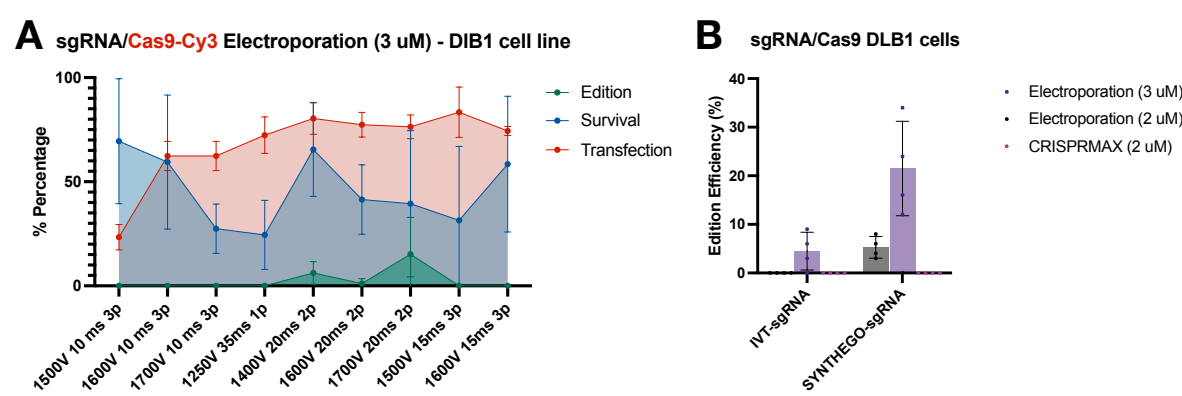 A sgRNA/Cas9-Cy3 Electroporation (3 uM) - DIB1 cell line
% Percentage
100
50
0
1500V 10 ms 3p
1600V 10 ms 3p
1700V 10 ms 3p
1250V 35ms 1p
1400V 20ms 2p
1600V 20ms 2p
1700V 20ms 2p
1500V 15ms 3p
1600V 15ms 3p
Edition
Survival
Transfection
B sgRNA/Cas9 DLB1 cells
Edition Efficiency (%)
40
30
20
10
0
IVT-sgRNA
SYNTHEGO-sgRNA
Electroporation (3 uM)
Electroporation (2 uM)
CRISPRMAX (2 uM)